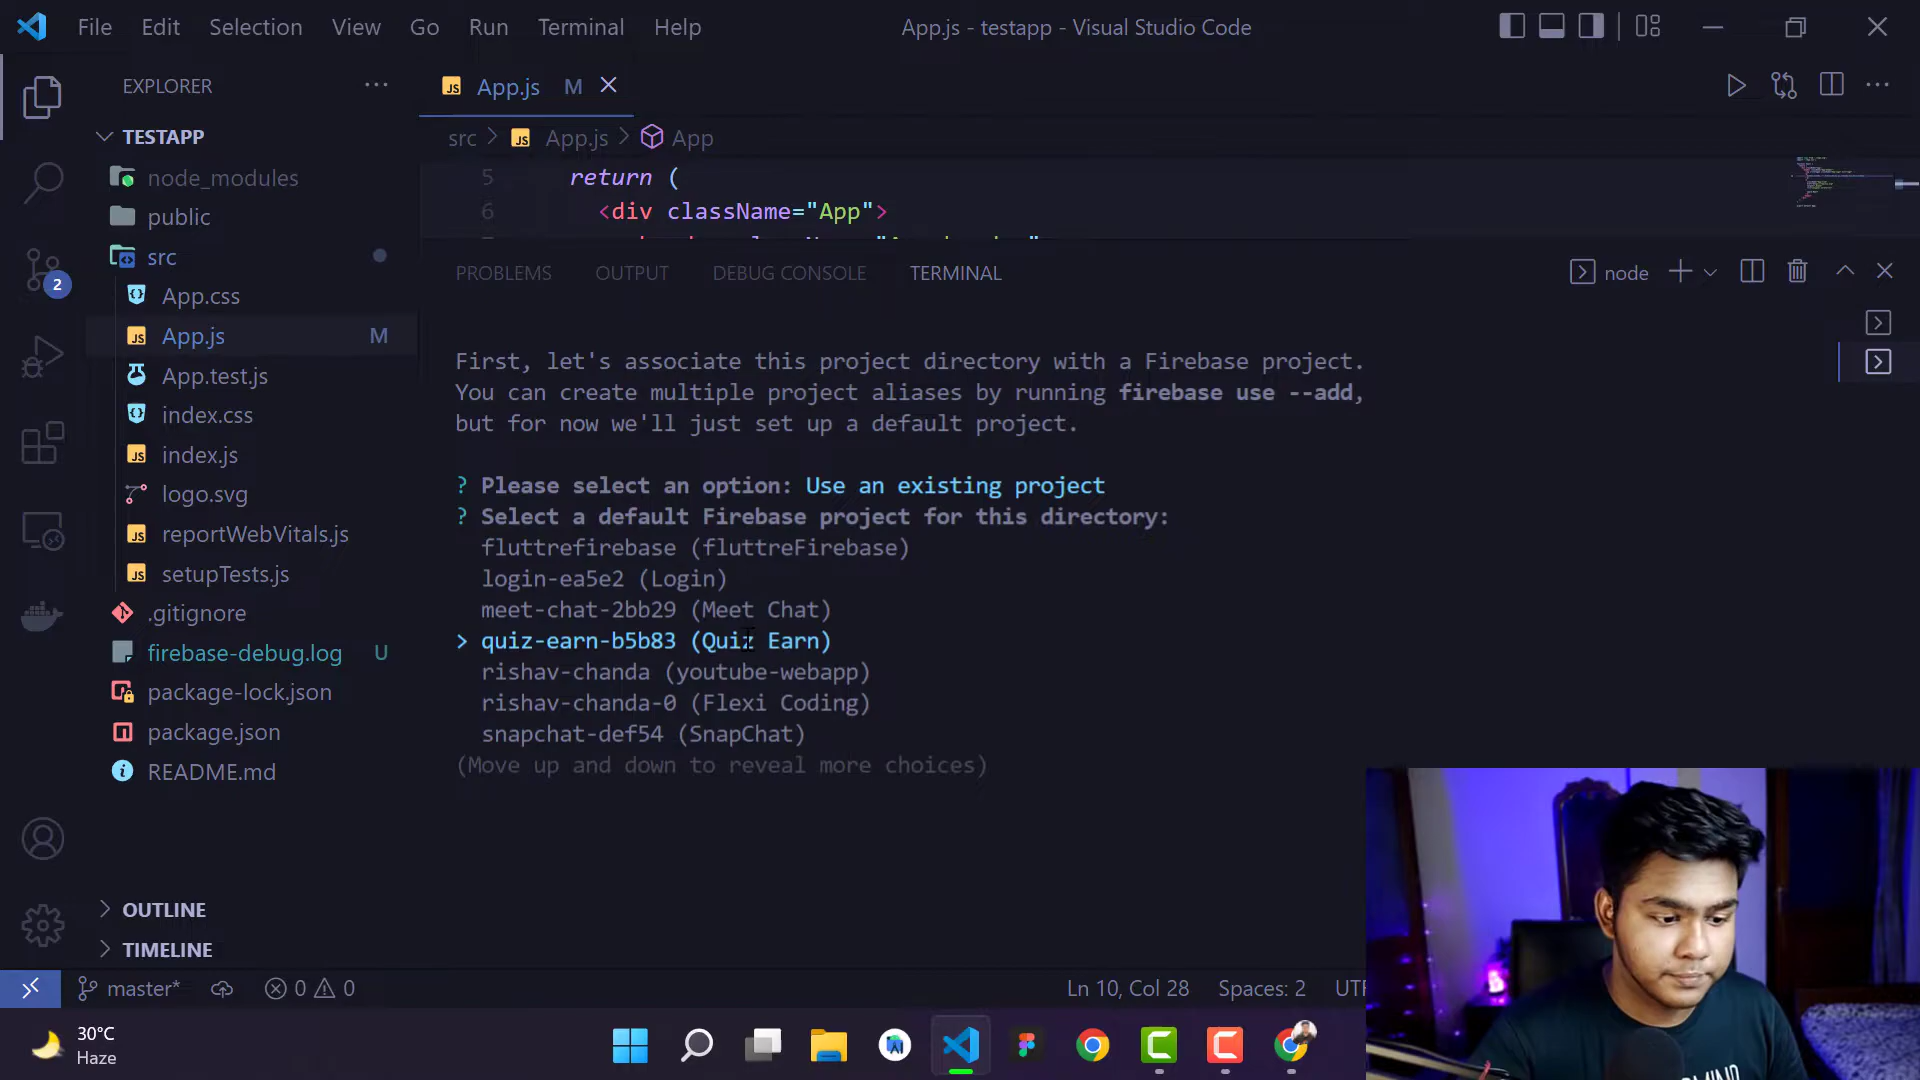 File Edit Selection View Go Run Terminal Help
App.js - testapp - Visual Studio Code
EXPLORER
TESTAPP
node_modules
public
src
App.css
App.js M
App.test.js
index.css
index.js
logo.svg
reportWebVitals.js
setupTests.js
.gitignore
firebase-debug.log U
package-lock.json
package.json
README.md
OUTLINE
TIMELINE
2
App.js M
src > App.js > App
5 return (
6 <div className="App">
PROBLEMS OUTPUT DEBUG CONSOLE TERMINAL
node
First, let's associate this project directory with a Firebase project.
You can create multiple project aliases by running firebase use --add,
but for now we'll just set up a default project.
? Please select an option: Use an existing project
? Select a default Firebase project for this directory:
fluttrefirebase (fluttreFirebase)
login-ea5e2 (Login)
meet-chat-2bb29 (Meet Chat)
> quiz-earn-b5b83 (Quiz Earn)
rishav-chanda (youtube-webapp)
rishav-chanda-0 (Flexi Coding)
snapchat-def54 (SnapChat)
(Move up and down to reveal more choices)
master* 0 0
Ln 10, Col 28 Spaces: 2 UTF
30°C
Haze